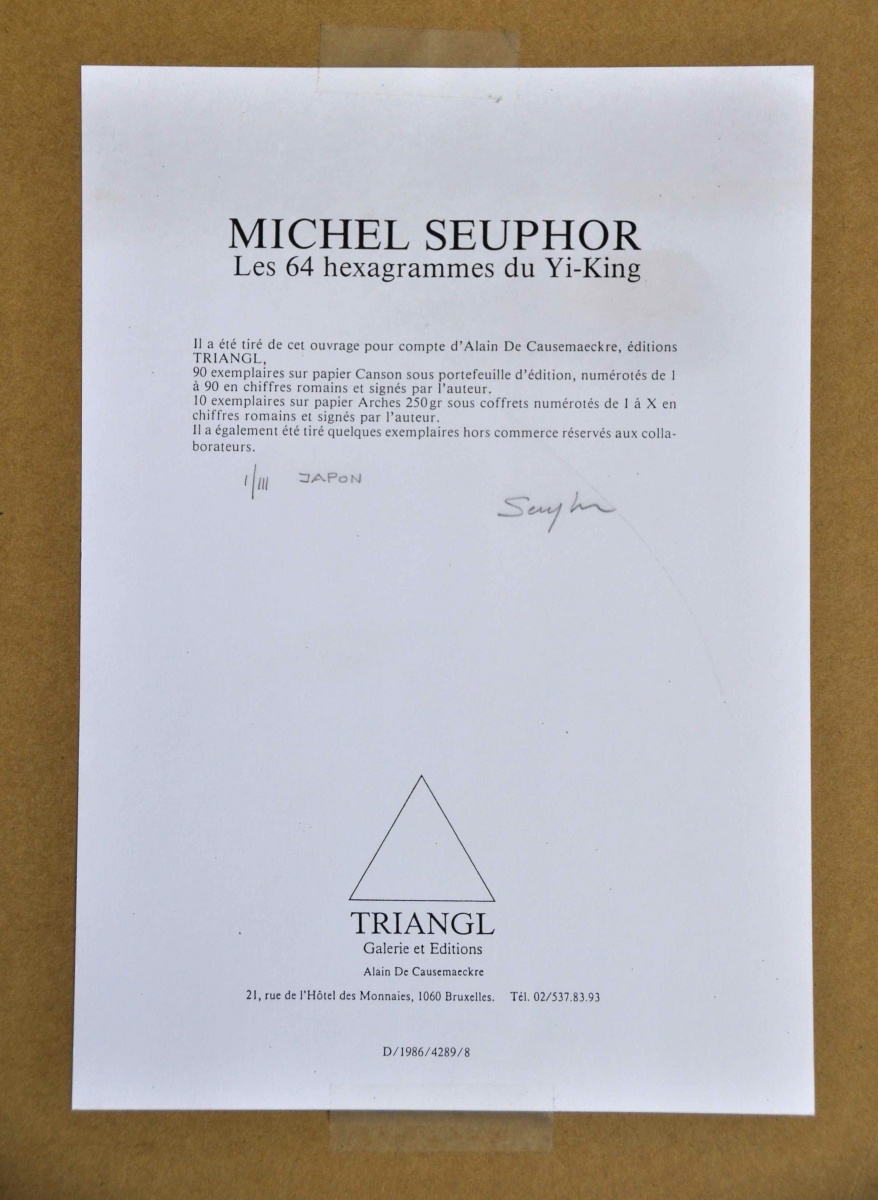 MICHEL SEUPHOR
Les 64 hexagrammes du Yi-King
Il a été tiré de cet ouvrage pour compte d'Alain De Causemaeckre, éditions
TRIANGL,
90 exemplaires sur papier Canson sous portefeuille d'édition, numérotés de 1
à 90 en chiffres romains et signés par l'auteur.
10 exemplaires sur papier Arches 250gr sous coffrets numérotés de I à X en
chiffres romains et signés par l'auteur.
Il a également été tiré quelques exemplaires hors commerce réservés aux colla-
borateurs.
I/III JAPON
Seuphor
TRIANGL
Galerie et Editions
Alain De Causemaeckre
21, rue de l'Hôtel des Monnaies, 1060 Bruxelles. Tél. 02/537.83.93
D/1986/4289/8